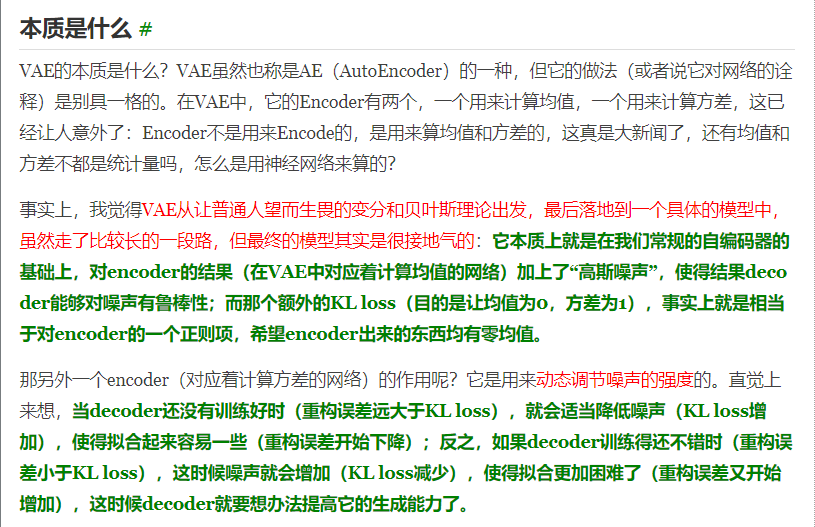 本质是什么 #
VAE的本质是什么？VAE虽然也称是AE（AutoEncoder）的一种，但它的做法（或者说它对网络的诠
释）是别具一格的。在VAE中，它的Encoder有两个，一个用来计算均值，一个用来计算方差，这已
经让人意外了：Encoder不是用来Encode的，是用来算均值和方差的，这真是大新闻了，还有均值和
方差不都是统计量吗，怎么是用神经网络来算的？
事实上，我觉得VAE从让普通人望而生畏的变分和贝叶斯理论出发，最后落地到一个具体的模型中，
虽然走了比较长的一段路，但最终的模型其实是很接地气的：它本质上就是在我们常规的自编码器的
基础上，对encoder的结果（在VAE中对应着计算均值的网络）加上了“高斯噪声”，使得结果deco
der能够对噪声有鲁棒性；而那个额外的KL loss（目的是让均值为0，方差为1），事实上就是相当
于对encoder的一个正则项，希望encoder出来的东西均有零均值。
那另外一个encoder（对应着计算方差的网络）的作用呢？它是用来动态调节噪声的强度的。直觉上
来想，当decoder还没有训练好时（重构误差远大于KL loss），就会适当降低噪声（KL loss增
加），使得拟合起来容易一些（重构误差开始下降）；反之，如果decoder训练得还不错时（重构误
差小于KL loss），这时候噪声就会增加（KL loss减少），使得拟合更加困难了（重构误差又开始
增加），这时候decoder就要想办法提高它的生成能力了。